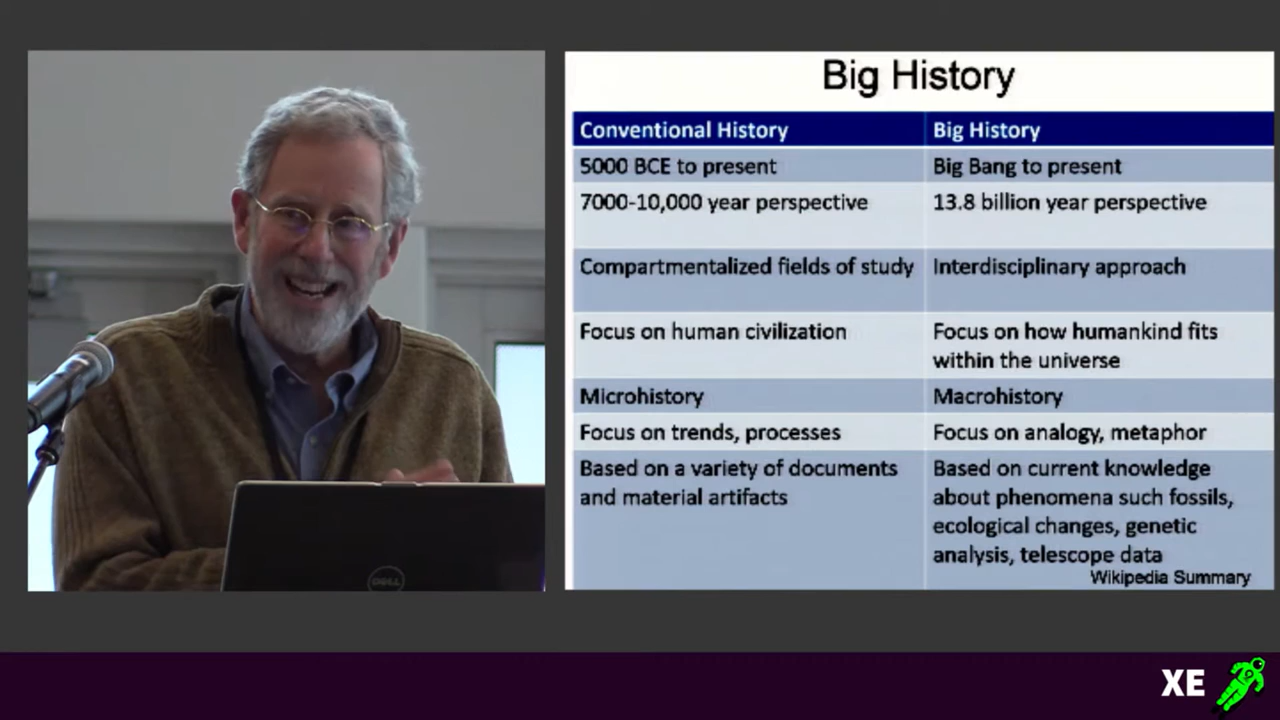 Big History
Conventional History
Big History
5000 BCE to present
Big Bang to present
7000-10,000 year perspective
13.8 billion year perspective
Compartmentalized fields of study
Interdisciplinary approach
Focus on human civilization
Focus on how humankind fits
within the universe
Microhistory
Macrohistory
Focus on trends, processes
Focus on analogy, metaphor
Based on a variety of documents
and material artifacts
Based on current knowledge
about phenomena such fossils,
ecological changes, genetic
analysis, telescope data
Wikipedia Summary
DELL
XE